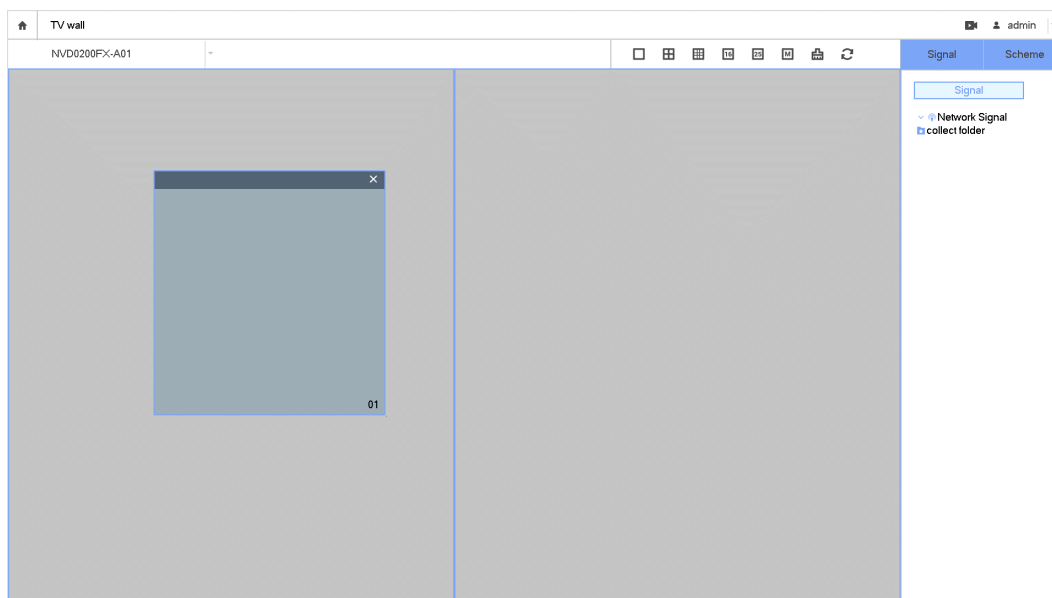 TV wall
admin
NVD0200FX-A01
16
25
M
Signal
Scheme
Signal
Network Signal
collect folder
01